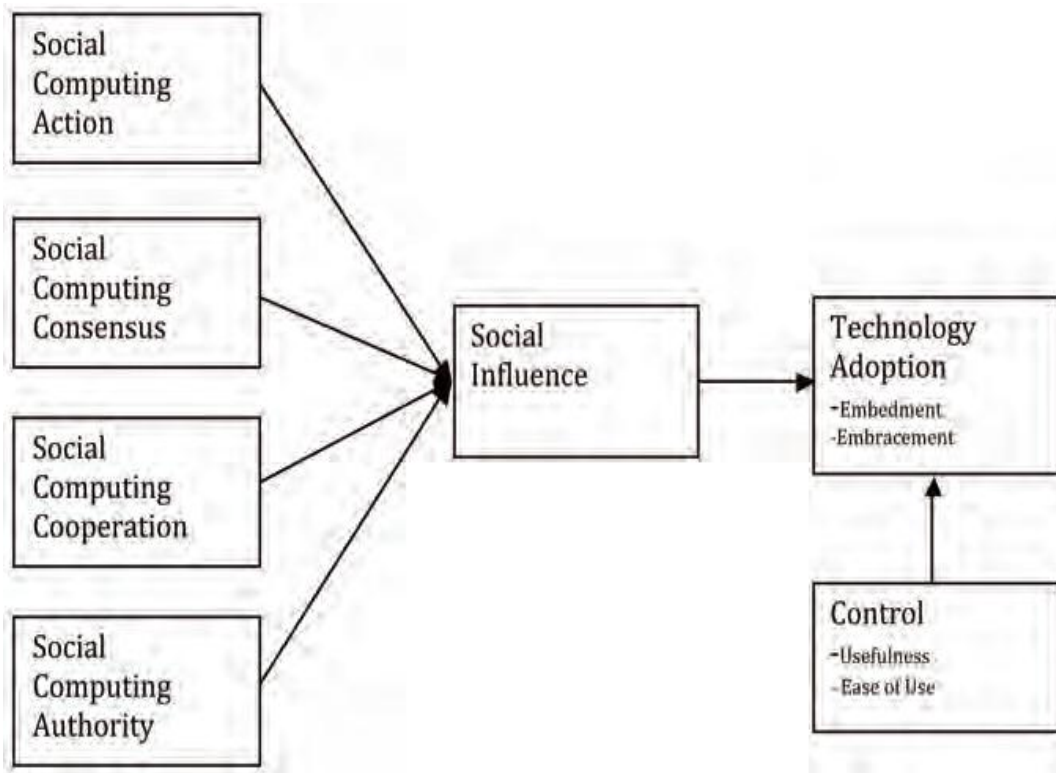 Social
Computing
Action
Social
Computing
Consensus
Social
Computing
Cooperation
Social
Computing
Authority
Social
Influence
Technology
Adoption
-Embedment
-Embracement
Control
-Usefulness
-Ease of Use